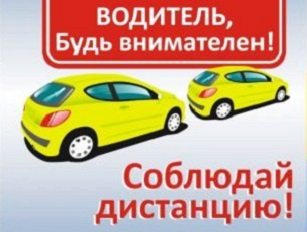 ВОДИТЕЛЬ,
Будь внимателен!
Соблюдай
дистанцию!